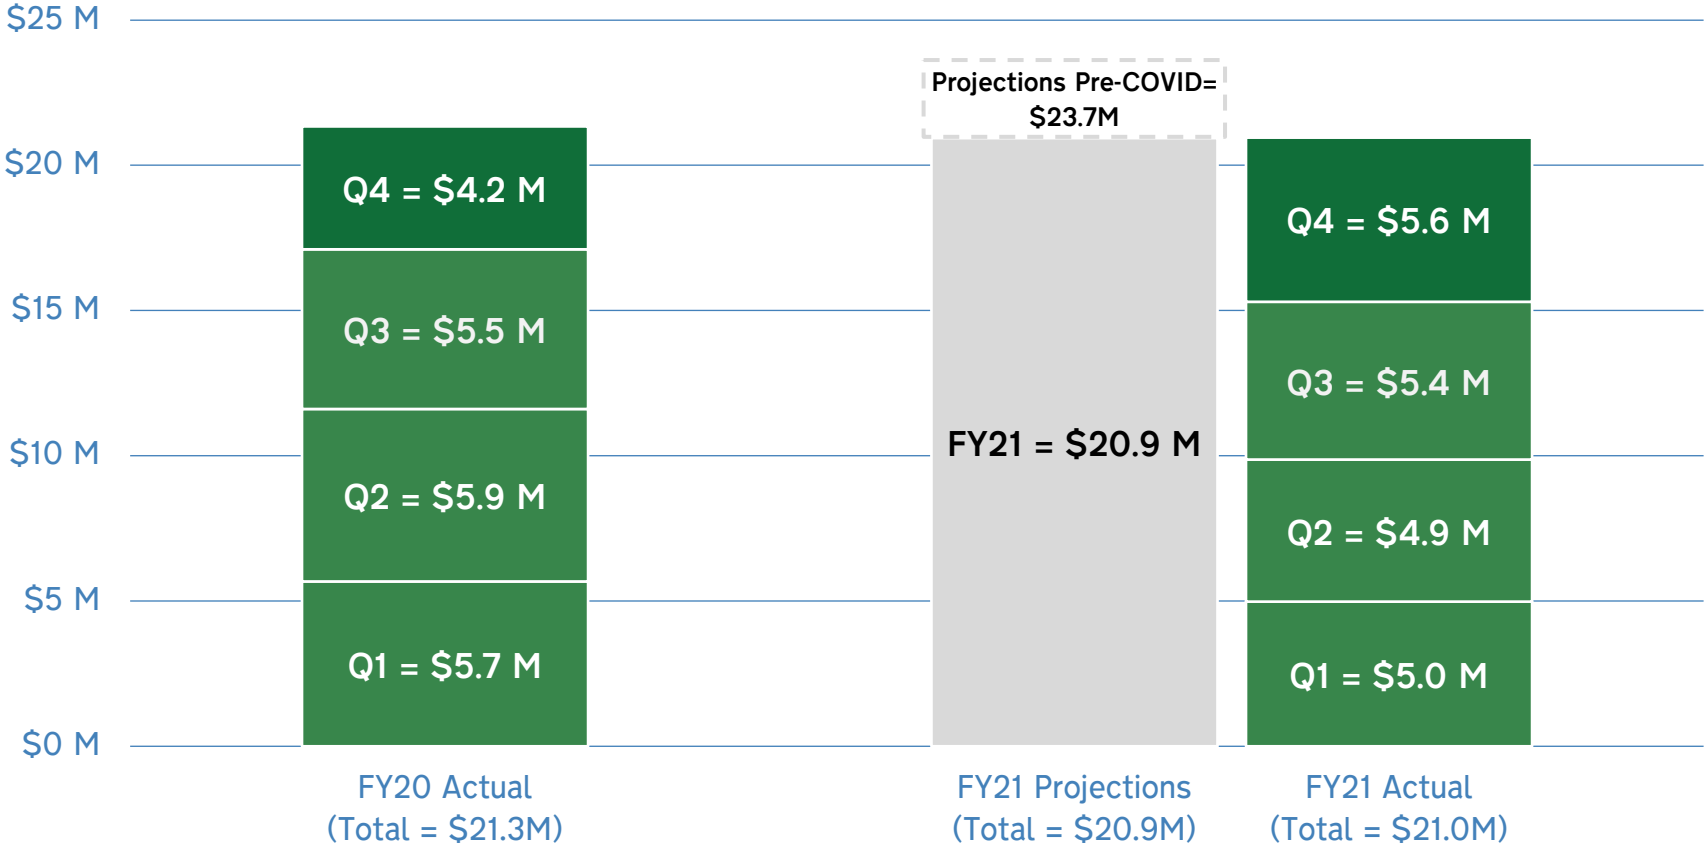 $25 M
Projections Pre-COVID=
$23.7M
$20 M
Q4 = $4.2 M
Q4 = $5.6 M
$15 M
Q3 = $5.5 M
Q3 = $5.4 M
$10 M
FY21 = $20.9 M
Q2 = $5.9 M
Q2 = $4.9 M
$5 M
Q1 = $5.7 M
Q1 = $5.0 M
$0 M
FY20 Actual
(Total = $21.3M)
FY21 Projections
(Total = $20.9M)
FY21 Actual
(Total = $21.0M)